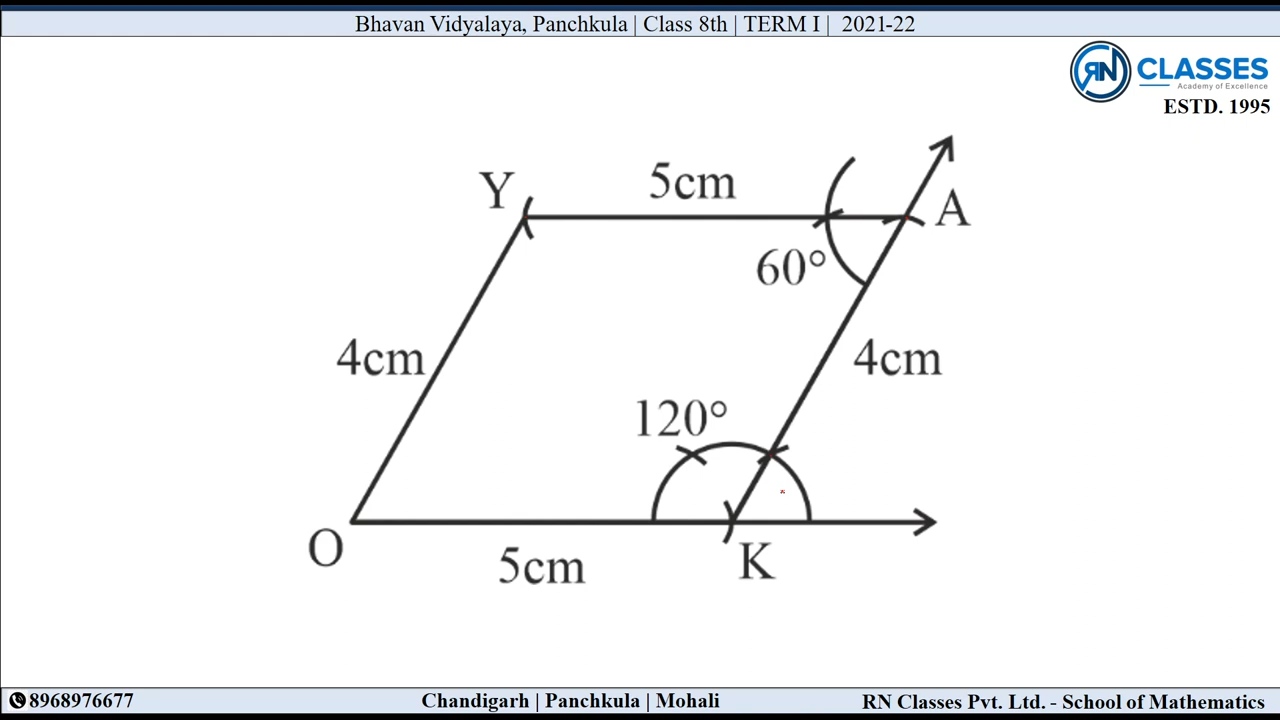 Bhavan Vidyalaya, Panchkula | Class 8th | TERM I | 2021-22
RN CLASSES
Academy of Excellence
ESTD. 1995
Y
5cm
A
60°
4cm
4cm
120°
O
5cm
K
8968976677
Chandigarh | Panchkula | Mohali
RN Classes Pvt. Ltd. - School of Mathematics